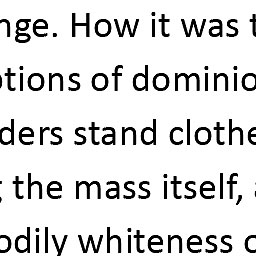 nge. How it was t
otions of dominio
ders stand clothe
g the mass itself, a
odily whiteness o